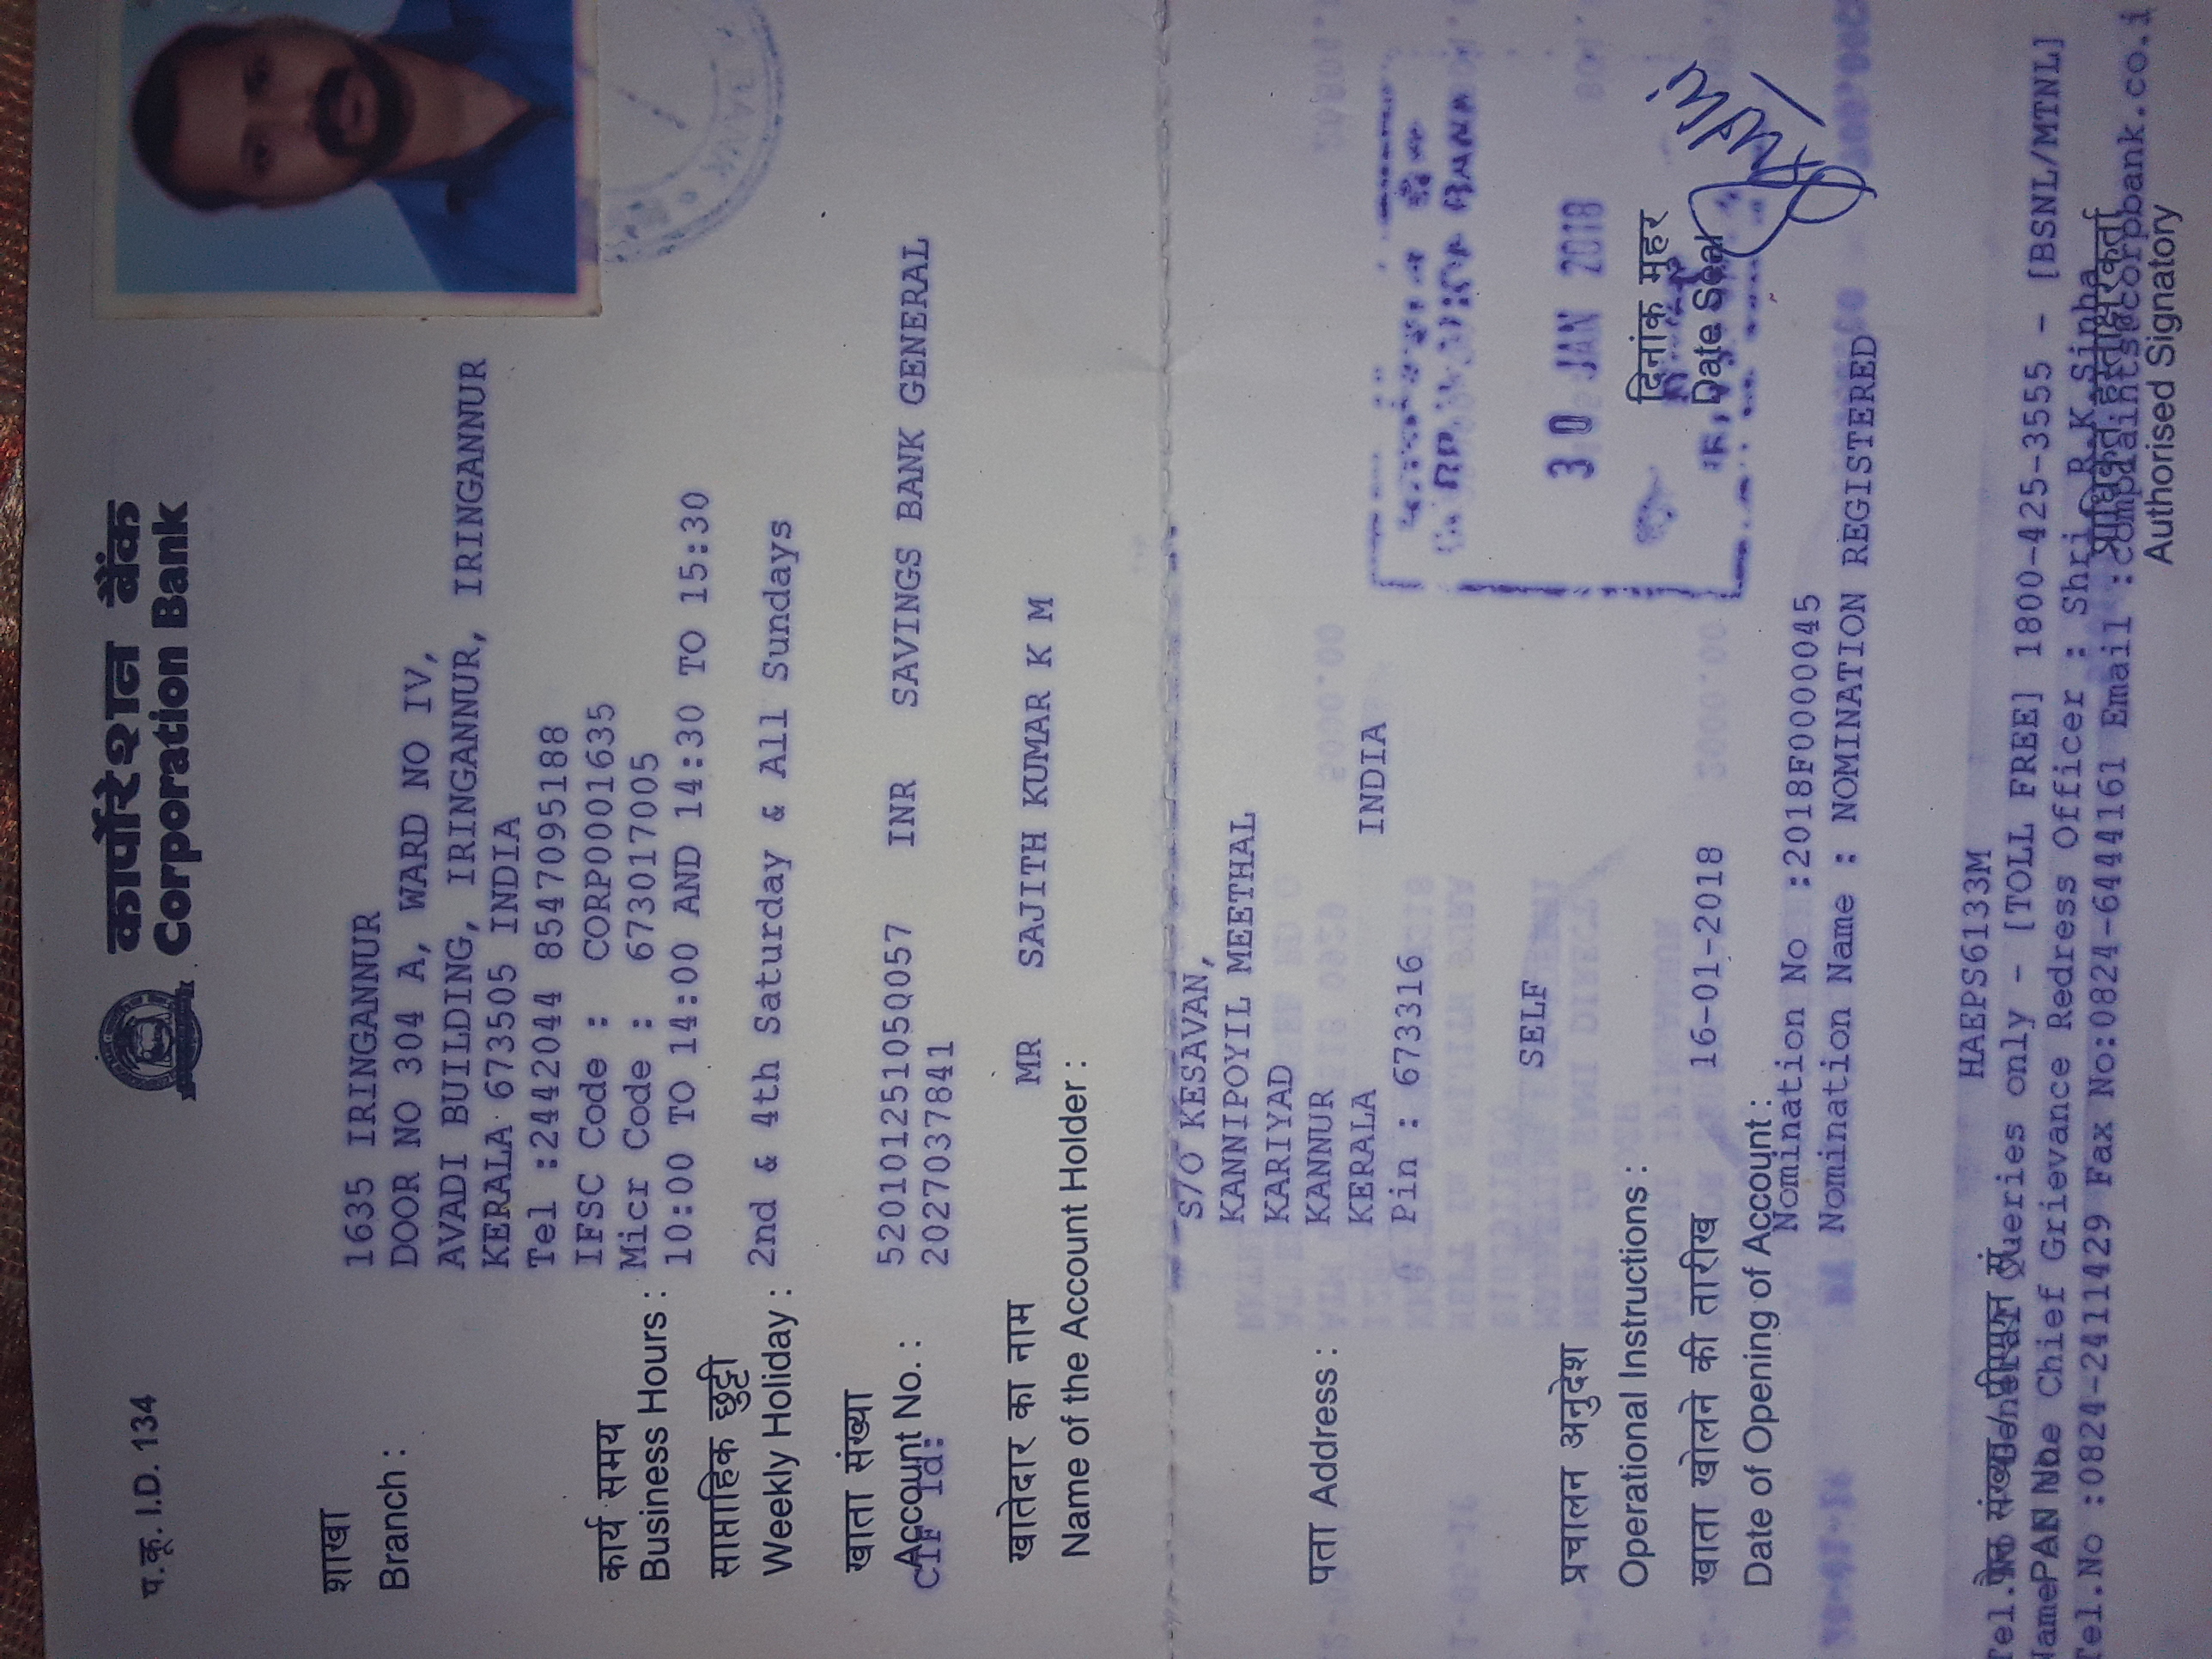 प.कू. I.D. 134
कार्पोरेशन बैंक
Corporation Bank
शाखा
Branch :
1635 IRINGANNUR
DOOR NO 304 A, WARD NO IV,
AVADI BUILDING, IRINGANNUR, IRINGANNUR
KERALA 673505 INDIA
Tel :2442044 8547095188
IFSC Code : CORP0001635
कार्य समय
Business Hours :
Micr Code : 673017005
10:00 TO 14:00 AND 14:30 TO 15:30
साप्ताहिक छुट्टी
Weekly Holiday : 2nd & 4th Saturday & All Sundays
खाता संख्या
Account No. : 520101251050057 INR SAVINGS BANK GENERAL
CIF Id: 2027037841
खातेदार का नाम
MR SAJITH KUMAR K M
Name of the Account Holder :
S/O KESAVAN,
KANNIPOYIL MEETHAL
KARIYAD
पता Address : KANNUR
KERALA INDIA
Pin : 673316
BANK
SELF
प्रचालन अनुदेश
Operational Instructions :
30 JAN 2018
दिनांक मुहर
Date Seal
खाता खोलने की तारीख 16-01-2018
Date of Opening of Account :
Nomination No :2018F0000045
Nomination Name : NOMINATION REGISTERED
HAEPS6133M
पैन संख्या / पीएएन सं.
Tel.No General Queries only - [TOLL FREE] 1800-425-3555 - [BSNL/MTNL]
PAN No.
Name of the Chief Grievance Redress Officer : Shri. R.K.Sinha
Tel.No :0824-2411429 Fax No:0824-6444161 Email :complaints@corpbank.co.i
प्राधिकृत हस्ताक्षरकर्ता
Authorised Signatory